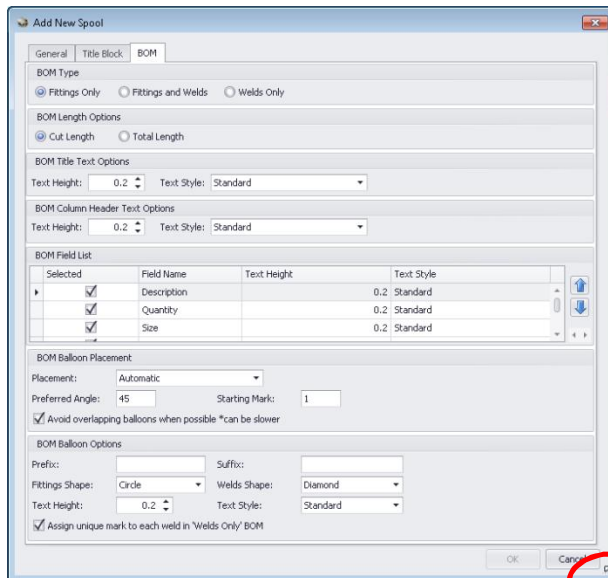 Add New Spool
General Title Block BOM
BOM Type
Fittings Only Fittings and Welds Welds Only
BOM Length Options
Cut Length Total Length
BOM Title Text Options
Text Height: 0.2 Text Style: Standard
BOM Column Header Text Options
Text Height: 0.2 Text Style: Standard
BOM Field List
Selected Field Name Text Height Text Style
Description 0.2 Standard
Quantity 0.2 Standard
Size 0.2 Standard
BOM Balloon Placement
Placement: Automatic
Preferred Angle: 45 Starting Mark: 1
Avoid overlapping balloons when possible *can be slower
BOM Balloon Options
Prefix: Suffix:
Fittings Shape: Circle Welds Shape: Diamond
Text Height: 0.2 Text Style: Standard
Assign unique mark to each weld in 'Welds Only' BOM
OK Cancel